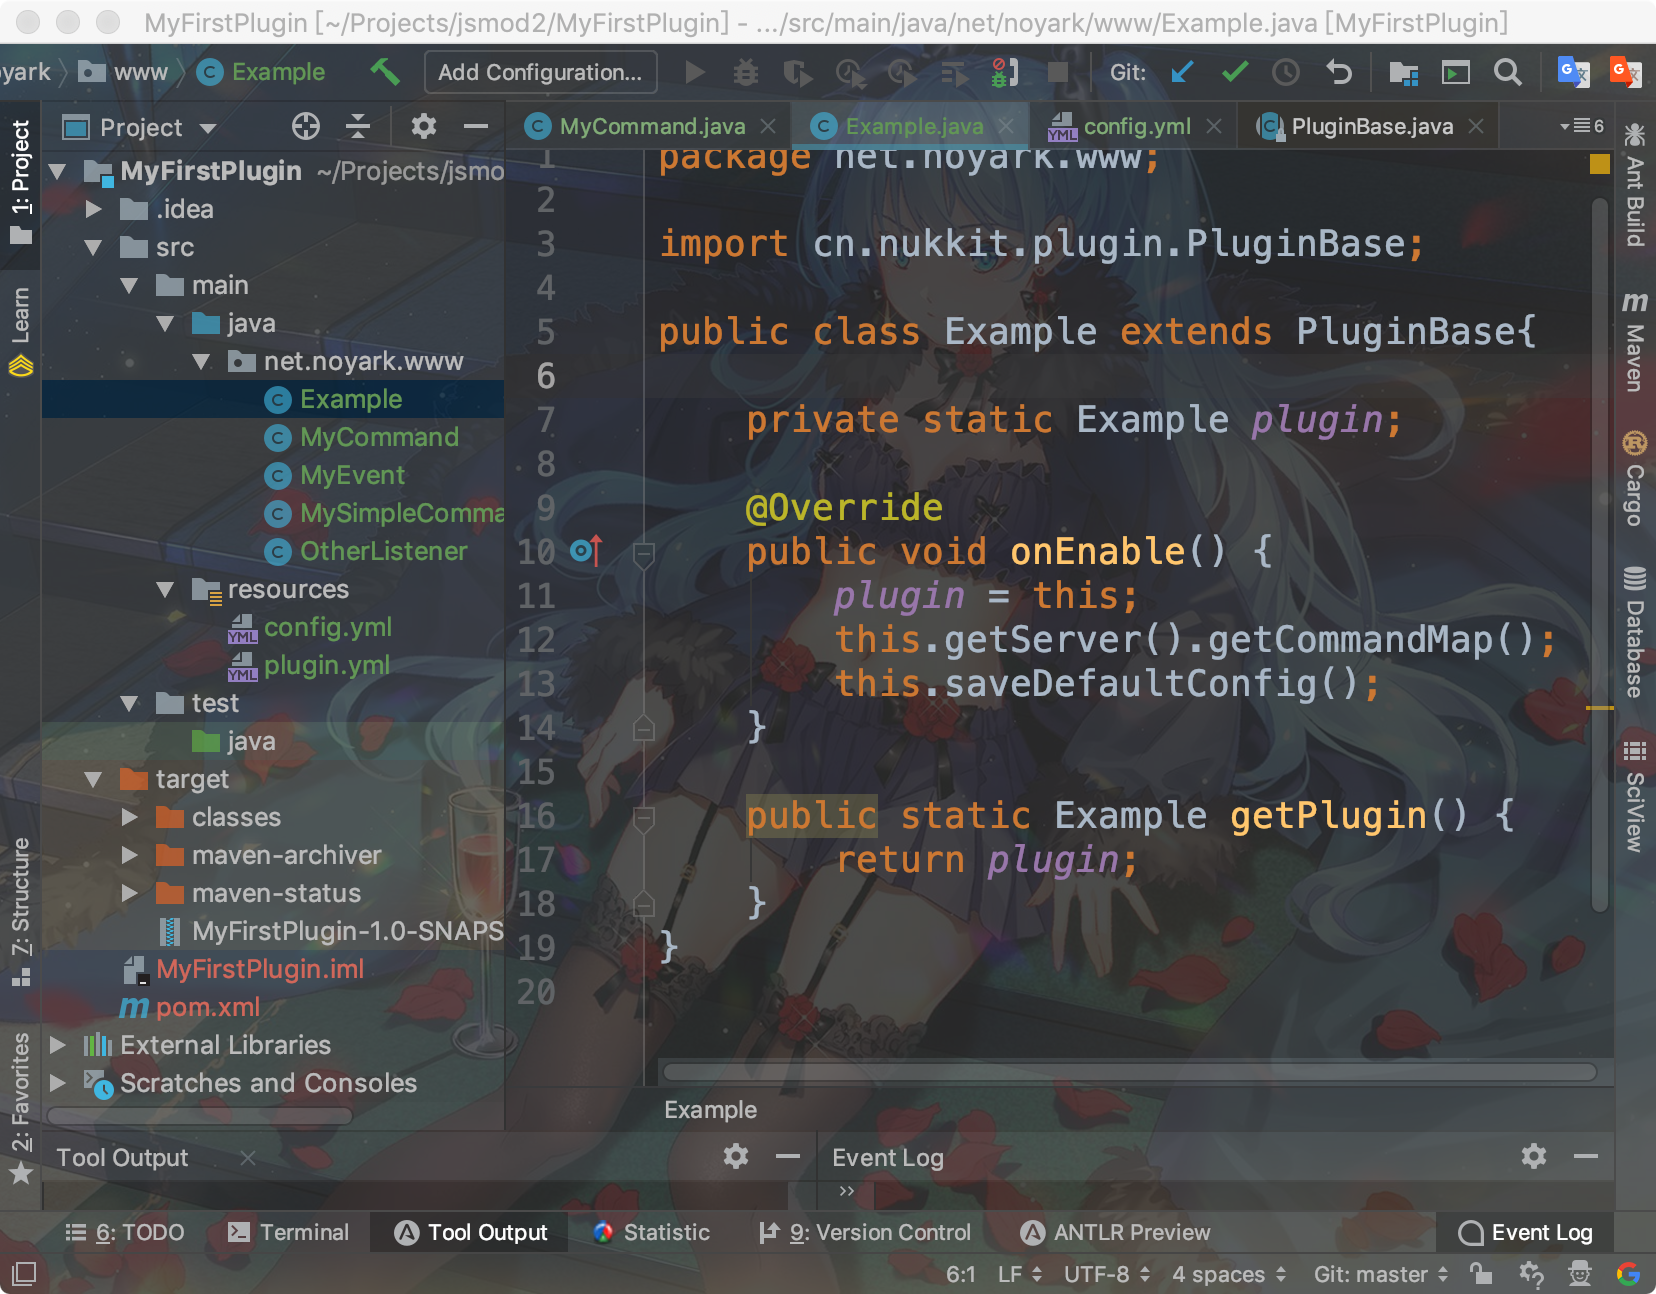 MyFirstPlugin [~/Projects/jsmod2/MyFirstPlugin] - .../src/main/java/net/noyark/www/Example.java [MyFirstPlugin]
yark www Example Add Configuration... Git:
Project
MyCommand.java Example.java config.yml PluginBase.java 6
MyFirstPlugin ~/Projects/jsmo
.idea
src
main
java
net.noyark.www
Example
MyCommand
MyEvent
MySimpleComma
OtherListener
resources
YML config.yml
YML plugin.yml
test
java
target
classes
maven-archiver
maven-status
MyFirstPlugin-1.0-SNAPS
MyFirstPlugin.iml
pom.xml
External Libraries
Scratches and Consoles
1: Project
Learn
7: Structure
2: Favorites
1 package net.noyark.www;
2
3 import cn.nukkit.plugin.PluginBase;
4
5 public class Example extends PluginBase{
6
7 private static Example plugin;
8
9 @Override
10 public void onEnable() {
11 plugin = this;
12 this.getServer().getCommandMap();
13 this.saveDefaultConfig();
14 }
15
16 public static Example getPlugin() {
17 return plugin;
18 }
19 }
20
Example
Ant Build
Maven
Cargo
Database
SciView
Tool Output
Event Log
6: TODO Terminal Tool Output Statistic 9: Version Control ANTLR Preview Event Log
6:1 LF UTF-8 4 spaces Git: master